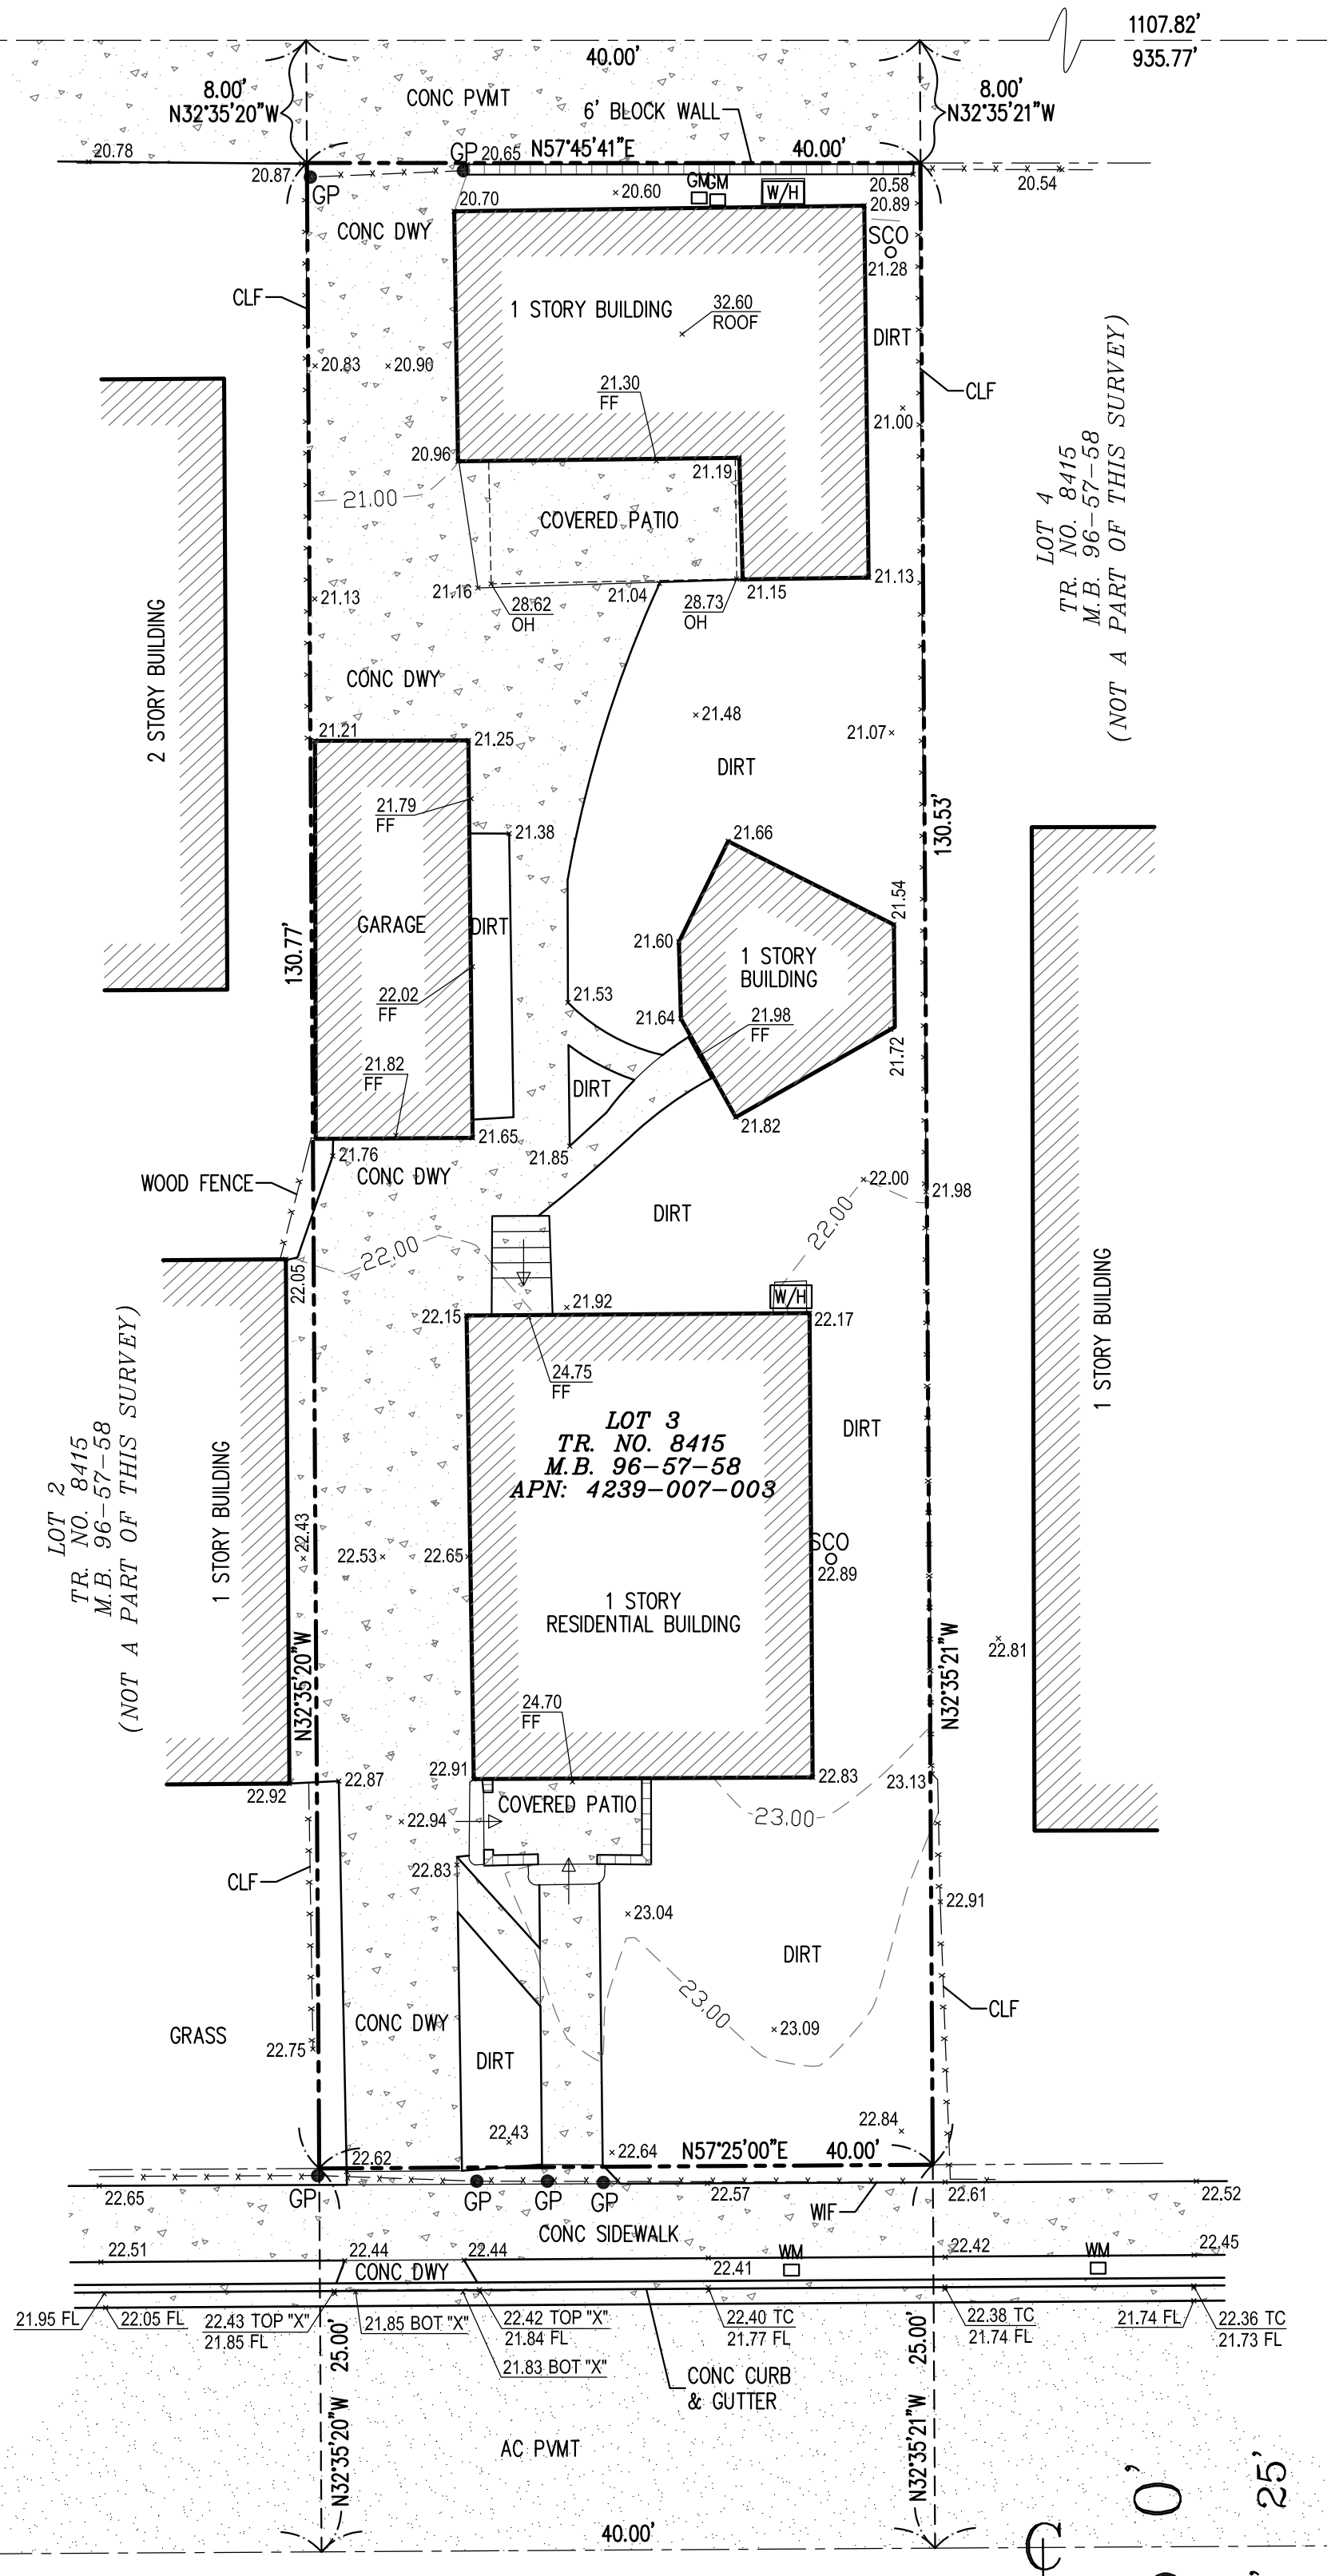 1107.82'
935.77'
40.00'
8.00'
N32°35'20"W
CONC PVMT
6' BLOCK WALL
8.00'
N32°35'21"W
20.78
GP
20.65
N57°45'41"E
40.00'
20.87
GP
20.70
20.60
GM
GM
W/H
20.58
20.89
20.54
CONC DWY
SCO
21.28
CLF
1 STORY BUILDING
32.60
ROOF
DIRT
20.83
20.90
21.30
FF
CLF
21.00
20.96
21.19
21.00
COVERED PATIO
LOT 4
TR. NO. 8415
M.B. 96-57-58
(NOT A PART OF THIS SURVEY)
21.13
21.16
28.62
OH
21.04
28.73
OH
21.15
21.13
2 STORY BUILDING
CONC DWY
21.48
21.07
21.21
21.25
DIRT
21.79
FF
21.38
21.66
130.53'
21.54
GARAGE
DIRT
21.60
1 STORY
BUILDING
130.77'
22.02
FF
21.53
21.64
21.98
FF
21.72
21.82
FF
DIRT
21.82
21.65
21.76
21.85
CONC DWY
WOOD FENCE
22.00
21.98
DIRT
22.00
22.00
22.05
W/H
21.92
22.15
22.17
1 STORY BUILDING
24.75
FF
LOT 3
TR. NO. 8415
M.B. 96-57-58
APN: 4239-007-003
DIRT
LOT 2
TR. NO. 8415
M.B. 96-57-58
(NOT A PART OF THIS SURVEY)
1 STORY BUILDING
22.43
22.53
22.65
SCO
22.89
1 STORY
RESIDENTIAL BUILDING
N32°35'20"W
N32°35'21"W
22.81
24.70
FF
22.91
22.83
23.13
22.92
22.87
COVERED PATIO
22.94
23.00
22.83
CLF
22.91
23.04
DIRT
23.00
CLF
GRASS
CONC DWY
23.09
22.75
DIRT
22.43
22.84
22.62
22.64
N57°25'00"E
40.00'
22.65
GP
GP
GP
GP
22.57
WIF
22.61
22.52
CONC SIDEWALK
22.51
22.44
22.44
22.41
WM
22.42
WM
22.45
CONC DWY
21.95 FL
22.05 FL
22.43 TOP "X"
21.85 FL
21.85 BOT "X"
22.42 TOP "X"
21.84 FL
22.40 TC
21.77 FL
22.38 TC
21.74 FL
21.74 FL
22.36 TC
21.73 FL
21.83 BOT "X"
25.00'
25.00'
CONC CURB
& GUTTER
N32°35'20"W
N32°35'21"W
AC PVMT
0'
25'
40.00'